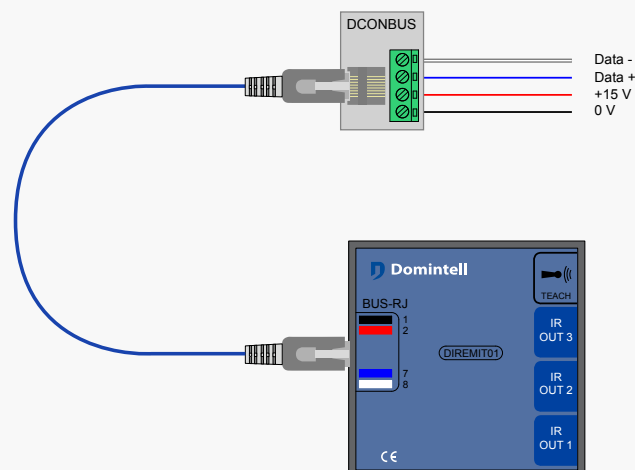 DCONBUS
Data -
Data +
+15 V
0 V
Domintell
TEACH
BUS-RJ
1
2
7
8
DIREMIT01
IR
OUT 3
IR
OUT 2
IR
OUT 1
CE